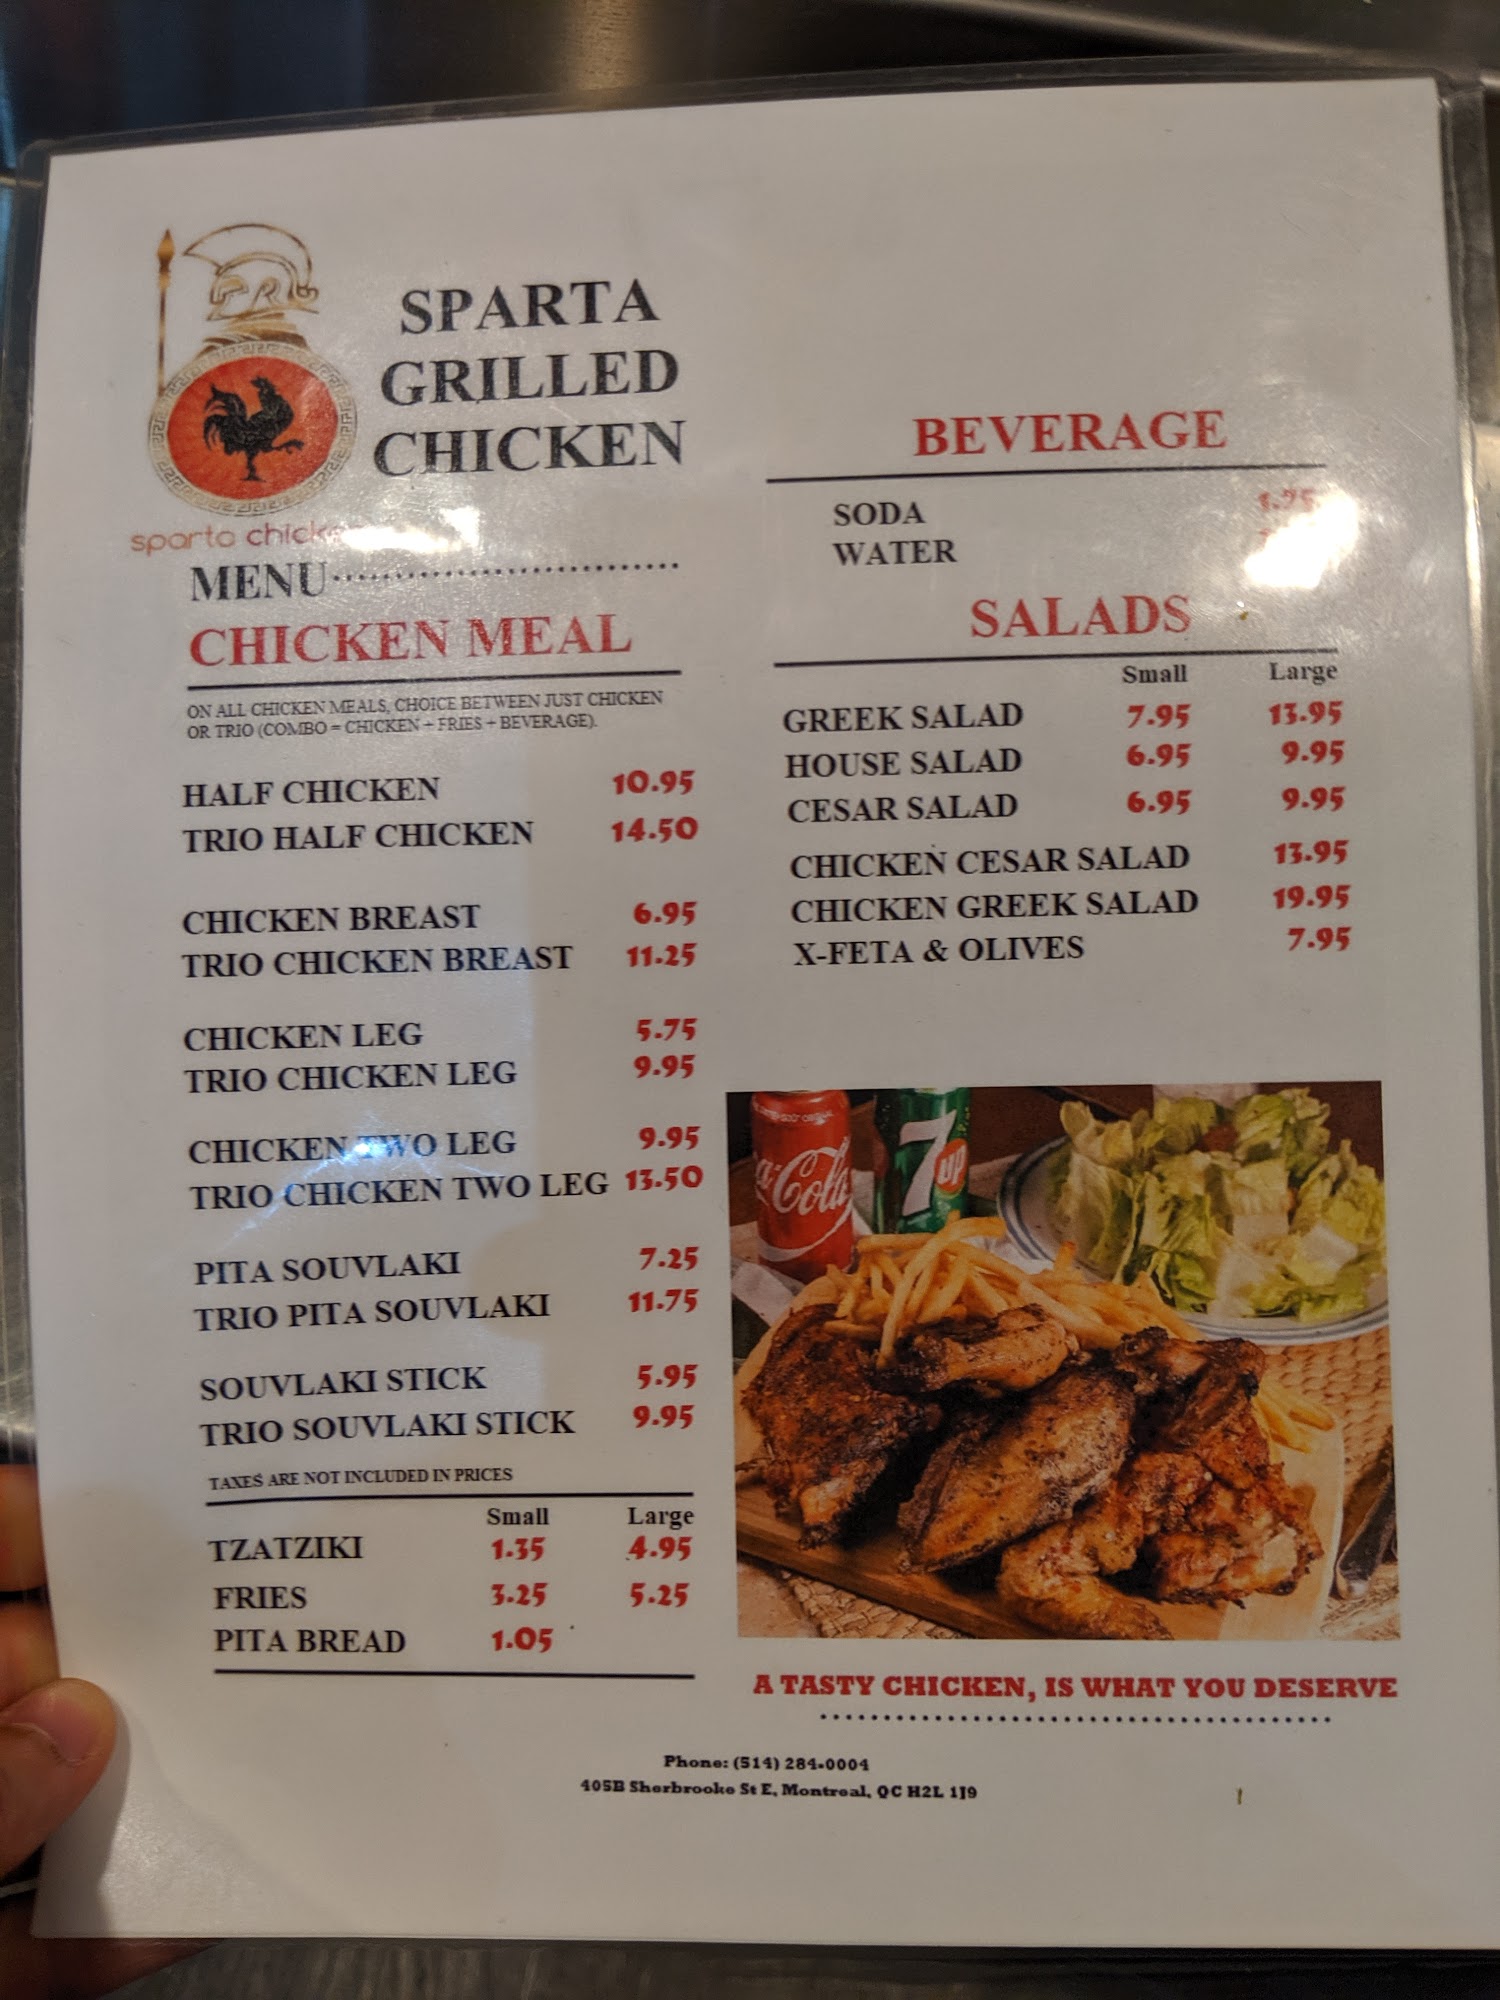 SPARTA
GRILLED
CHICKEN
sparta
MENU
CHICKEN MEAL
ON ALL CHICKEN MEALS, CHOICE BETWEEN JUST CHICKEN
OR TRIO (COMBO = CHICKEN + FRIES + BEVERAGE).
HALF CHICKEN 10.95
TRIO HALF CHICKEN 14.50
CHICKEN BREAST 6.95
TRIO CHICKEN BREAST 11.25
CHICKEN LEG 5.75
TRIO CHICKEN LEG 9.95
CHICKEN TWO LEG 9.95
TRIO CHICKEN TWO LEG 13.50
PITA SOUVLAKI 7.25
TRIO PITA SOUVLAKI 11.75
SOUVLAKI STICK 5.95
TRIO SOUVLAKI STICK 9.95
TAXES ARE NOT INCLUDED IN PRICES
Small Large
TZATZIKI 1.35 4.95
FRIES 3.25 5.25
PITA BREAD 1.05
BEVERAGE
SODA
WATER
SALADS
Small Large
GREEK SALAD 7.95 13.95
HOUSE SALAD 6.95 9.95
CESAR SALAD 6.95 9.95
CHICKEN CESAR SALAD 13.95
CHICKEN GREEK SALAD 19.95
X-FETA & OLIVES 7.95
7up
A TASTY CHICKEN, IS WHAT YOU DESERVE
Phone: (514) 284-0004
405B Sherbrooke St E, Montreal, QC H2L 1J9